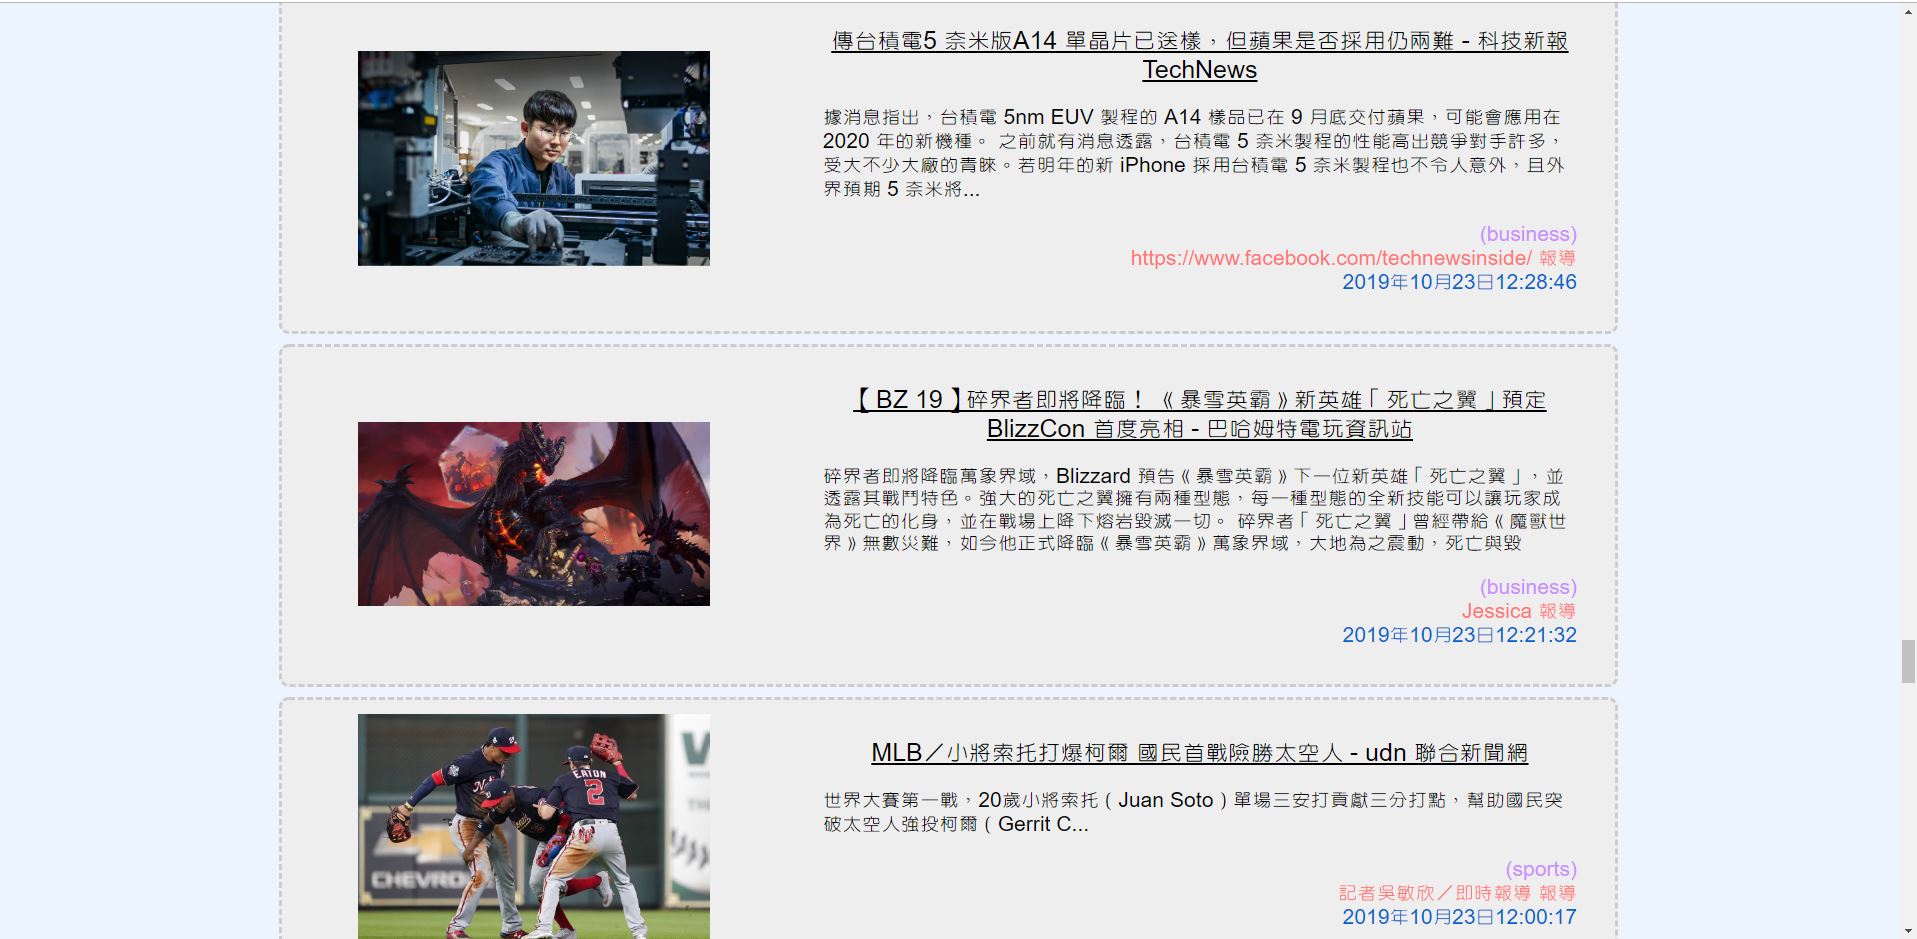 傳台積電5 奈米版A14 單晶片已送樣，但蘋果是否採用仍兩難 - 科技新報
TechNews
據消息指出，台積電 5nm EUV 製程的 A14 樣品已在 9 月底交付蘋果，可能會應用在
2020 年的新機種。 之前就有消息透露，台積電 5 奈米製程的性能高出競爭對手許多，
受大不少大廠的青睞。若明年的新 iPhone 採用台積電 5 奈米製程也不令人意外，且外
界預期 5 奈米將...
(business)
https://www.facebook.com/technewsinside/ 報導
2019年10月23日12:28:46
【 BZ 19 】碎界者即將降臨！《 暴雪英霸 》新英雄「 死亡之翼 」預定
BlizzCon 首度亮相 - 巴哈姆特電玩資訊站
碎界者即將降臨萬象界域，Blizzard 預告《 暴雪英霸 》下一位新英雄「 死亡之翼 」，並
透露其戰鬥特色。強大的死亡之翼擁有兩種型態，每一種型態的全新技能可以讓玩家成
為死亡的化身，並在戰場上降下熔岩毀滅一切。 碎界者「 死亡之翼 」曾經帶給《 魔獸世
界 》無數災難，如今他正式降臨《 暴雪英霸 》萬象界域，大地為之震動，死亡與毀
(business)
Jessica 報導
2019年10月23日12:21:32
EATON
2
CHEVRO
MLB／小將索托打爆柯爾 國民首戰險勝太空人 - udn 聯合新聞網
世界大賽第一戰，20歲小將索托（ Juan Soto ）單場三安打貢獻三分打點，幫助國民突
破太空人強投柯爾（ Gerrit C...
(sports)
記者吳敏欣／即時報導 報導
2019年10月23日12:00:17